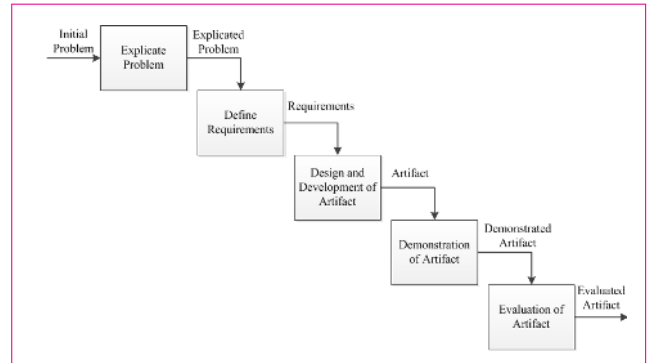 Initial
Problem
Explicate
Problem
Explicated
Problem
Define
Requirements
Requirements
Design and
Development of
Artifact
Artifact
Demonstration
of Artifact
Demonstrated
Artifact
Evaluation of
Artifact
Evaluated
Artifact